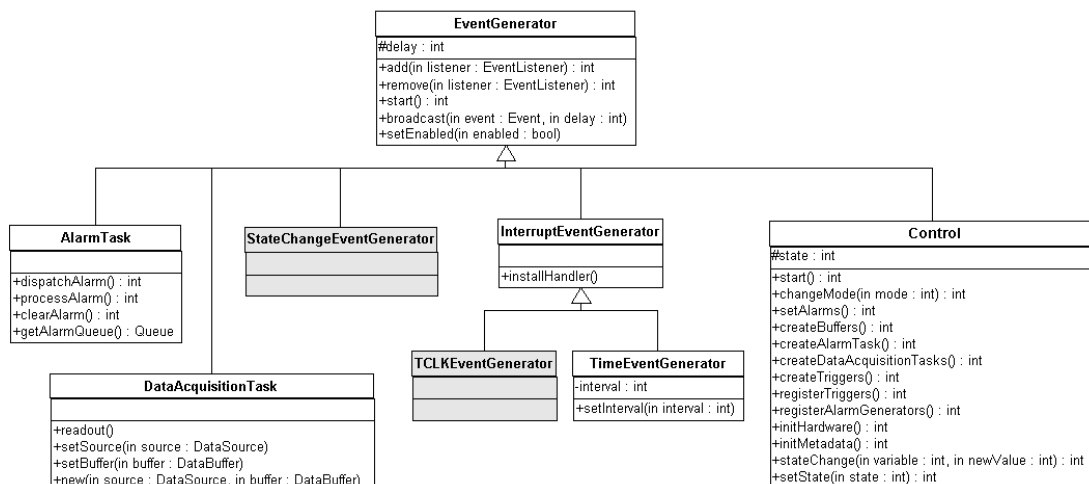 EventGenerator
#delay : int
+add(in listener : EventListener) : int
+remove(in listener : EventListener) : int
+start() : int
+broadcast(in event : Event, in delay : int)
+setEnabled(in enabled : bool)
AlarmTask
+dispatchAlarm() : int
+processAlarm() : int
+clearAlarm() : int
+getAlarmQueue() : Queue
StateChangeEventGenerator
InterruptEventGenerator
+installHandler()
Control
#state : int
+start() : int
+changeMode(in mode : int) : int
+setAlarms() : int
+createBuffers() : int
+createAlarmTask() : int
+createDataAcquisitionTasks() : int
+createTriggers() : int
+registerTriggers() : int
+registerAlarmGenerators() : int
+initHardware() : int
+initMetadata() : int
+stateChange(in variable : int, in newValue : int) : int
+setState(in state : int) : int
TCLKEventGenerator
TimeEventGenerator
-interval : int
+setInterval(in interval : int)
DataAcquisitionTask
+readout()
+setSource(in source : DataSource)
+setBuffer(in buffer : DataBuffer)
+new(in source : DataSource, in buffer : DataBuffer)